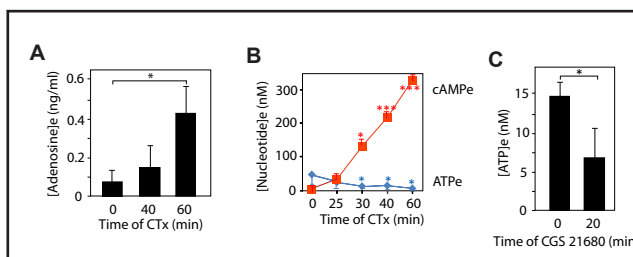 A
[Adenosine]e (ng/ml)
0.6
0.4
0.2
0
*
0 40 60
Time of CTx (min)
B
[Nucleotide]e (nM)
300
200
100
0
*
***
***
* * *
cAMPe
ATPe
0 25 30 40 60
Time of CTx (min)
C
[ATP]e (nM)
15
10
5
0
*
0 20
Time of CGS 21680 (min